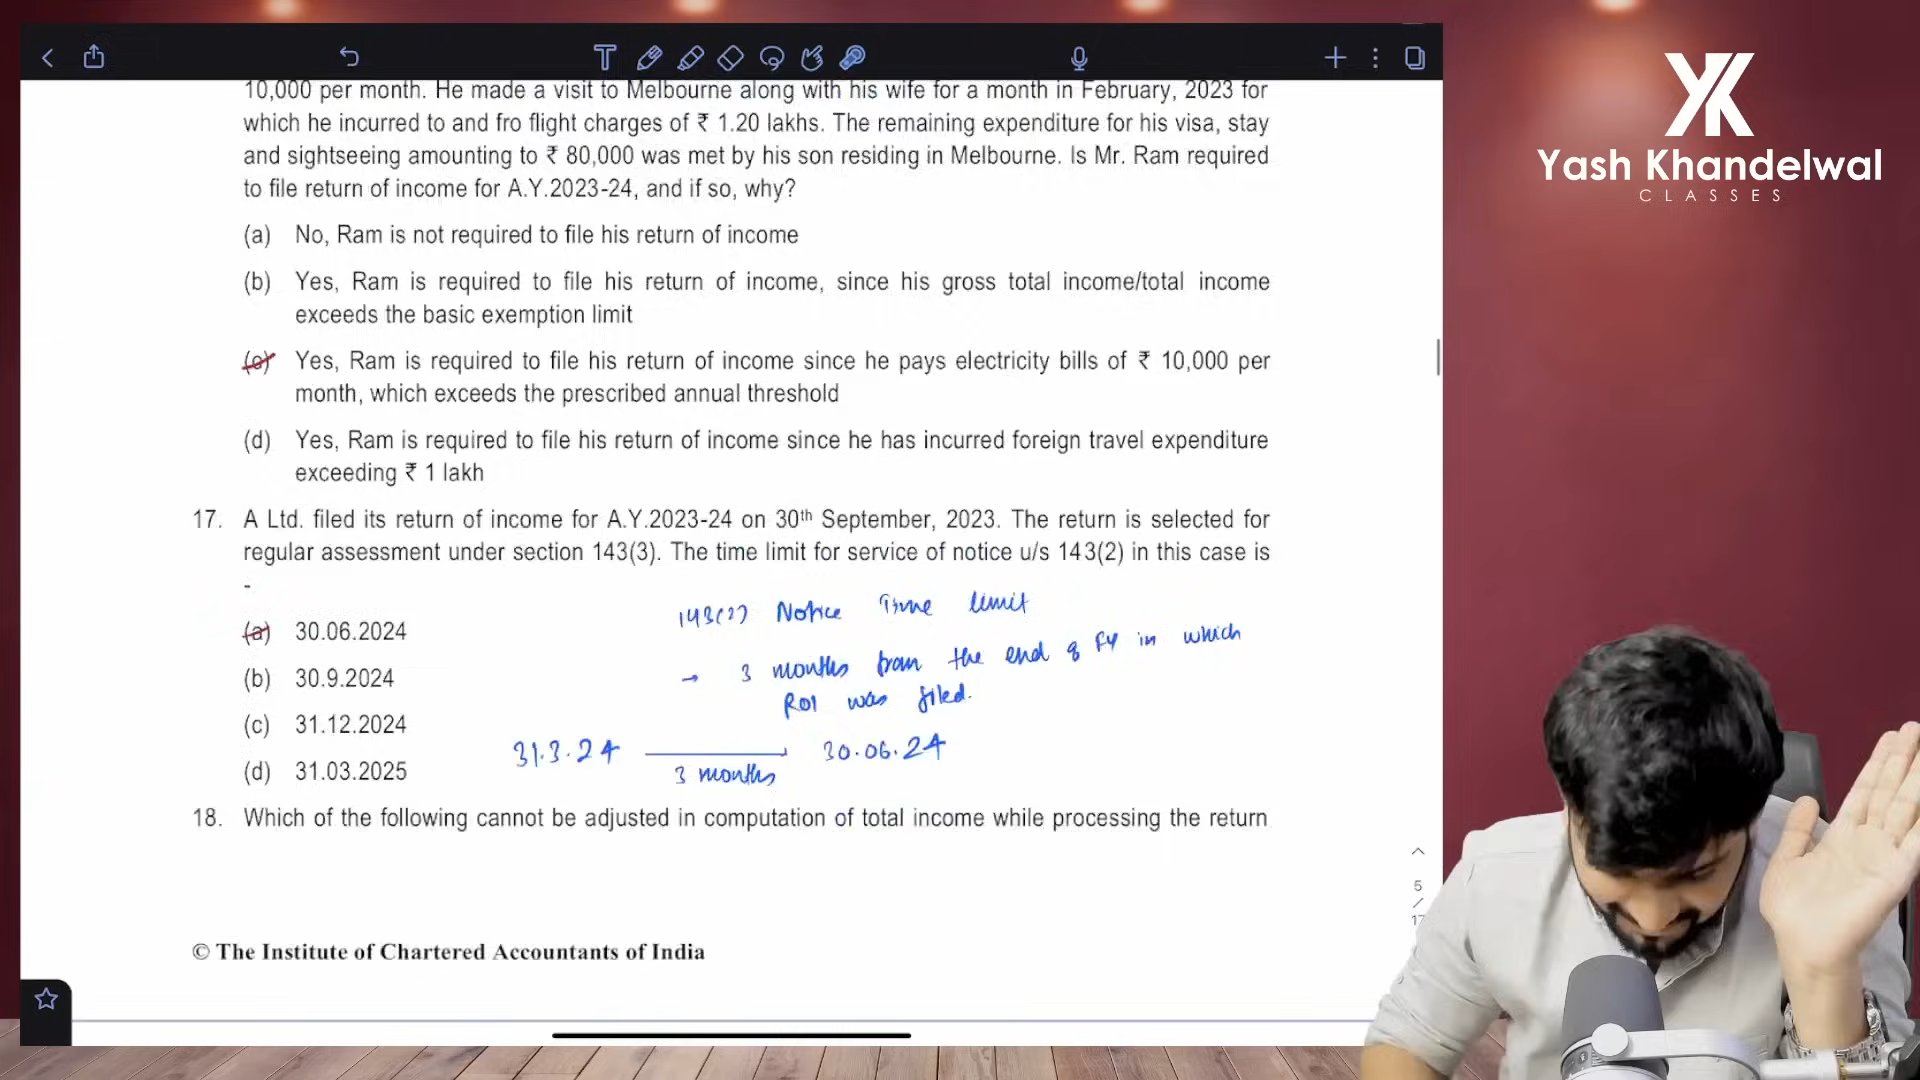 10,000 per month. He made a visit to Melbourne along with his wife for a month in February, 2023 for
which he incurred to and fro flight charges of ₹ 1.20 lakhs. The remaining expenditure for his visa, stay
and sightseeing amounting to ₹ 80,000 was met by his son residing in Melbourne. Is Mr. Ram required
to file return of income for A.Y.2023-24, and if so, why?
(a) No, Ram is not required to file his return of income
(b) Yes, Ram is required to file his return of income, since his gross total income/total income
exceeds the basic exemption limit
(c) Yes, Ram is required to file his return of income since he pays electricity bills of ₹ 10,000 per
month, which exceeds the prescribed annual threshold
(d) Yes, Ram is required to file his return of income since he has incurred foreign travel expenditure
exceeding ₹ 1 lakh
17. A Ltd. filed its return of income for A.Y.2023-24 on 30th September, 2023. The return is selected for
regular assessment under section 143(3). The time limit for service of notice u/s 143(2) in this case is
-
143(2) Notice Time limit
(a) 30.06.2024
→ 3 months from the end of FY in which
(b) 30.9.2024
ROI was filed.
(c) 31.12.2024
31.3.24 30.06.24
3 months
(d) 31.03.2025
18. Which of the following cannot be adjusted in computation of total income while processing the return
© The Institute of Chartered Accountants of India
5
/
17
YK
Yash Khandelwal
CLASSES